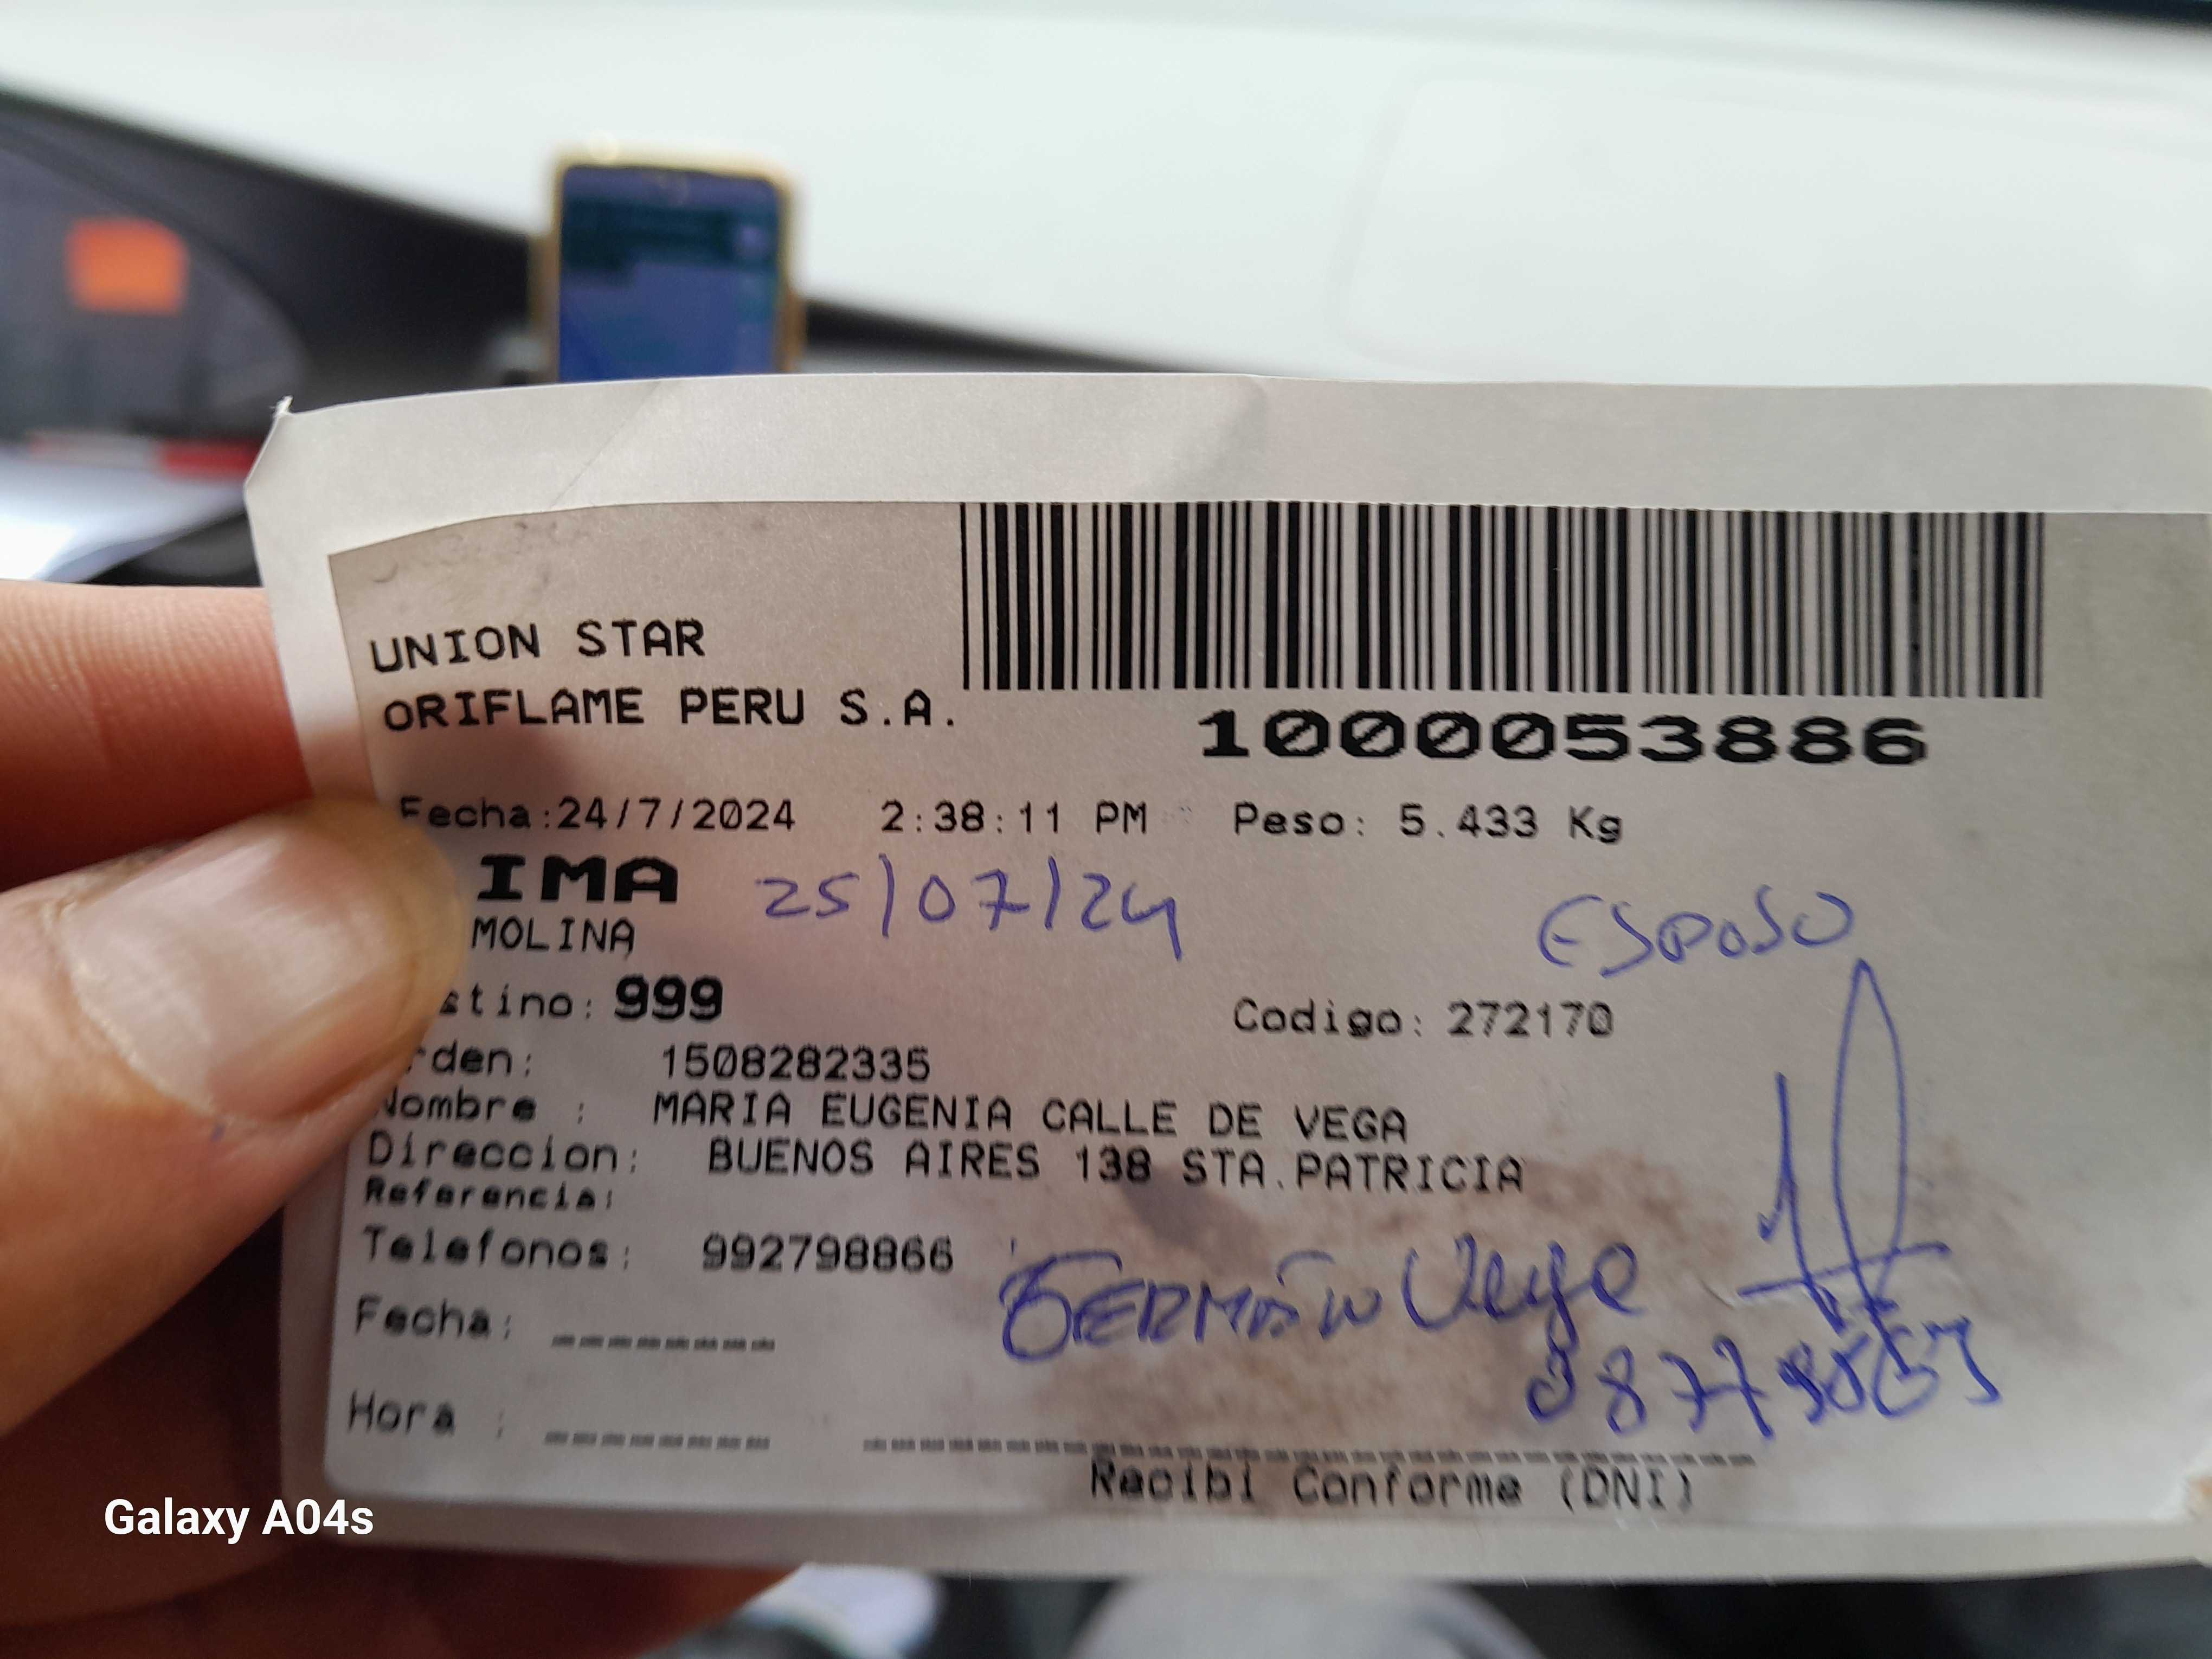 UNION STAR
ORIFLAME PERU S.A.
1000053886
Fecha:24/7/2024 2:38:11 PM Peso: 5.433 Kg
IMA 25/07/24 ESPOSO
MOLINA
stino: 999 Codigo: 272170
rden: 1508282335
Nombre : MARIA EUGENIA CALLE DE VEGA
Direccion: BUENOS AIRES 138 STA.PATRICIA
Referencia:
Telefonos: 992798866
GERMÁN Vega
Fecha:
Hora :
Recibi Conforme (DNI)
Galaxy A04s